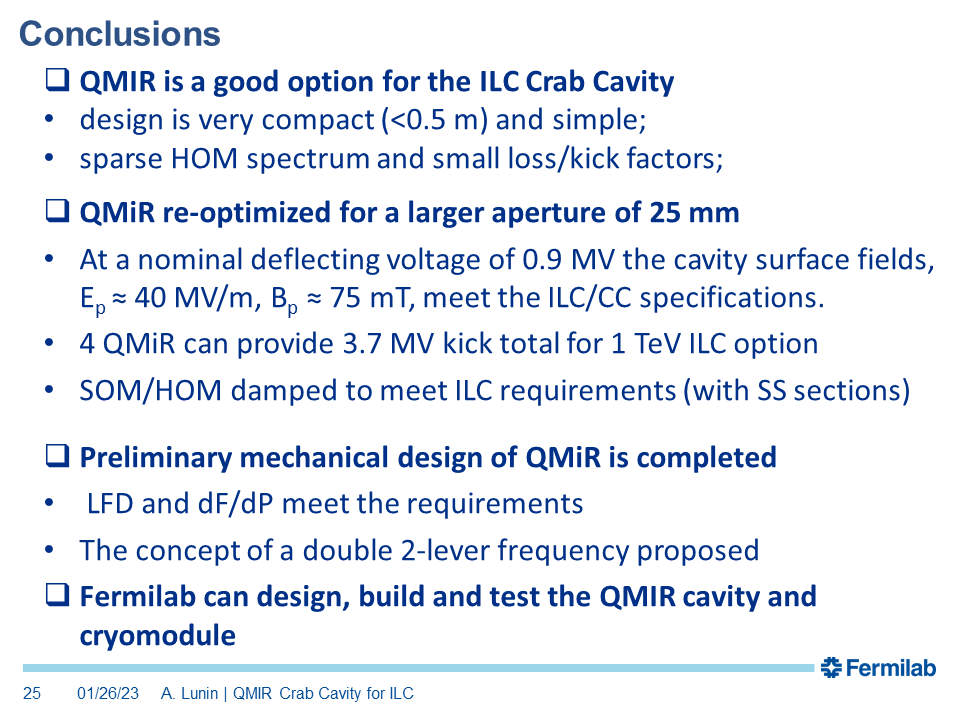 Conclusions
❑ QMIR is a good option for the ILC Crab Cavity
• design is very compact (<0.5 m) and simple;
• sparse HOM spectrum and small loss/kick factors;
❑ QMiR re-optimized for a larger aperture of 25 mm
• At a nominal deflecting voltage of 0.9 MV the cavity surface fields,
Ep ≈ 40 MV/m, Bp ≈ 75 mT, meet the ILC/CC specifications.
• 4 QMiR can provide 3.7 MV kick total for 1 TeV ILC option
• SOM/HOM damped to meet ILC requirements (with SS sections)
❑ Preliminary mechanical design of QMiR is completed
• LFD and dF/dP meet the requirements
• The concept of a double 2-lever frequency proposed
❑ Fermilab can design, build and test the QMIR cavity and
cryomodule
Fermilab
25 01/26/23 A. Lunin | QMIR Crab Cavity for ILC